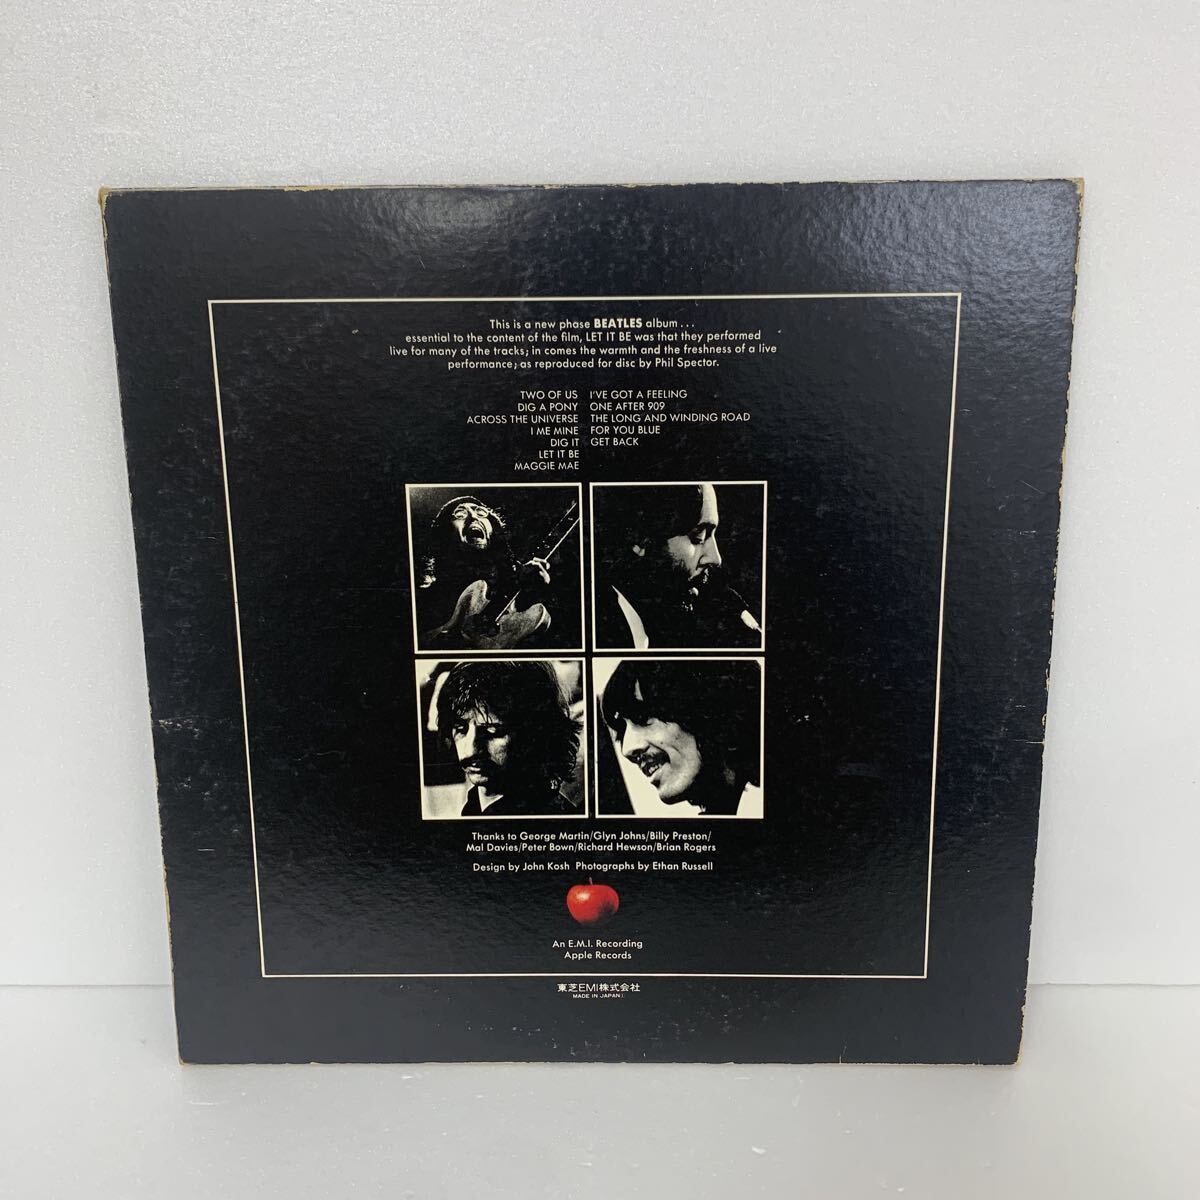 This is a new phase BEATLES album . . .
essential to the content of the film, LET IT BE was that they performed
live for many of the tracks; in comes the warmth and the freshness of a live
performance; as reproduced for disc by Phil Spector.
TWO OF US
DIG A PONY
ACROSS THE UNIVERSE
I ME MINE
DIG IT
LET IT BE
MAGGIE MAE
I'VE GOT A FEELING
ONE AFTER 909
THE LONG AND WINDING ROAD
FOR YOU BLUE
GET BACK
Thanks to George Martin/Glyn Johns/Billy Preston/
Mal Davies/Peter Bown/Richard Hewson/Brian Rogers
Design by John Kosh Photographs by Ethan Russell
An E.M.I. Recording
Apple Records
東芝EMI株式会社
MADE IN JAPAN